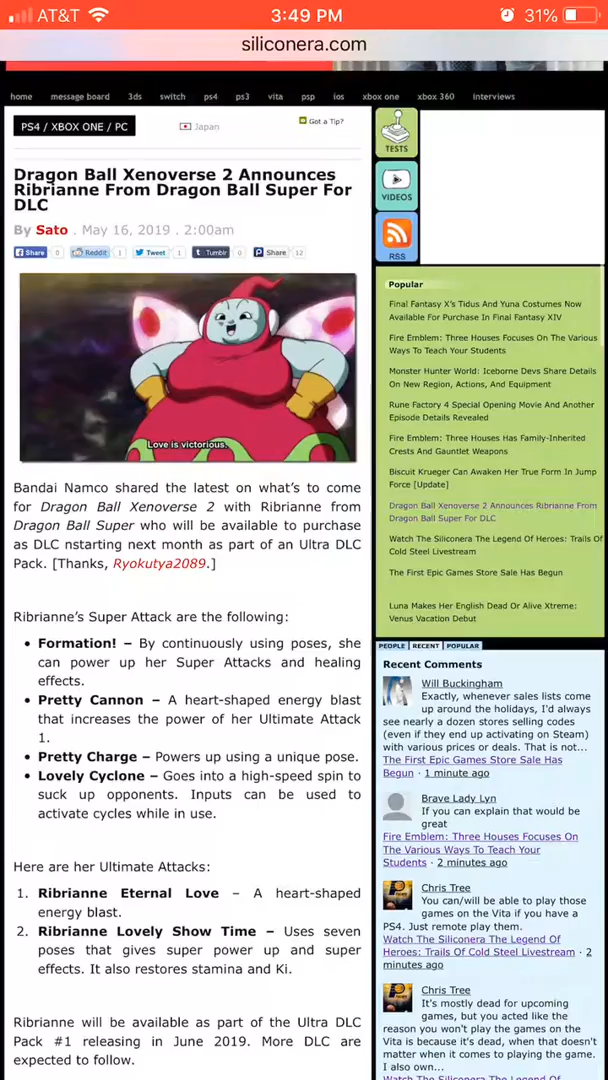 AT&T
3:49 PM
31%
siliconera.com
home message board 3ds switch ps4 ps3 vita psp ios xbox one xbox 360 interviews
PS4 / XBOX ONE / PC
Japan
Got a Tip?
Dragon Ball Xenoverse 2 Announces
Ribrianne From Dragon Ball Super For
DLC
By Sato . May 16, 2019 . 2:00am
Share 0 Reddit 1 Tweet 1 Tumblr 0 Share 12
Love is victorious.
Bandai Namco shared the latest on what's to come
for Dragon Ball Xenoverse 2 with Ribrianne from
Dragon Ball Super who will be available to purchase
as DLC nstarting next month as part of an Ultra DLC
Pack. [Thanks, Ryokutya2089.]
Ribrianne's Super Attack are the following:
• Formation! – By continuously using poses, she
can power up her Super Attacks and healing
effects.
• Pretty Cannon – A heart-shaped energy blast
that increases the power of her Ultimate Attack
1.
• Pretty Charge – Powers up using a unique pose.
• Lovely Cyclone – Goes into a high-speed spin to
suck up opponents. Inputs can be used to
activate cycles while in use.
Here are her Ultimate Attacks:
1. Ribrianne Eternal Love – A heart-shaped
energy blast.
2. Ribrianne Lovely Show Time – Uses seven
poses that gives super power up and super
effects. It also restores stamina and Ki.
Ribrianne will be available as part of the Ultra DLC
Pack #1 releasing in June 2019. More DLC are
expected to follow.
TESTS
VIDEOS
RSS
Popular
Final Fantasy X's Tidus And Yuna Costumes Now
Available For Purchase In Final Fantasy XIV
Fire Emblem: Three Houses Focuses On The Various
Ways To Teach Your Students
Monster Hunter World: Iceborne Devs Share Details
On New Region, Actions, And Equipment
Rune Factory 4 Special Opening Movie And Another
Episode Details Revealed
Fire Emblem: Three Houses Has Family-Inherited
Crests And Gauntlet Weapons
Biscuit Krueger Can Awaken Her True Form In Jump
Force [Update]
Dragon Ball Xenoverse 2 Announces Ribrianne From
Dragon Ball Super For DLC
Watch The Siliconera The Legend Of Heroes: Trails Of
Cold Steel Livestream
The First Epic Games Store Sale Has Begun
Luna Makes Her English Dead Or Alive Xtreme:
Venus Vacation Debut
PEOPLE RECENT POPULAR
Recent Comments
Will Buckingham
Exactly, whenever sales lists come
up around the holidays, I'd always
see nearly a dozen stores selling codes
(even if they end up activating on Steam)
with various prices or deals. That is not...
The First Epic Games Store Sale Has
Begun · 1 minute ago
Brave Lady Lyn
If you can explain that would be
great
Fire Emblem: Three Houses Focuses On
The Various Ways To Teach Your
Students · 2 minutes ago
Chris Tree
You can/will be able to play those
games on the Vita if you have a
PS4. Just remote play them.
Watch The Siliconera The Legend Of
Heroes: Trails Of Cold Steel Livestream · 2
minutes ago
Chris Tree
It's mostly dead for upcoming
games, but you acted like the
reason you won't play the games on the
Vita is because it's dead, when that doesn't
matter when it comes to playing the game.
I also own...
Watch The Siliconera The Legend Of